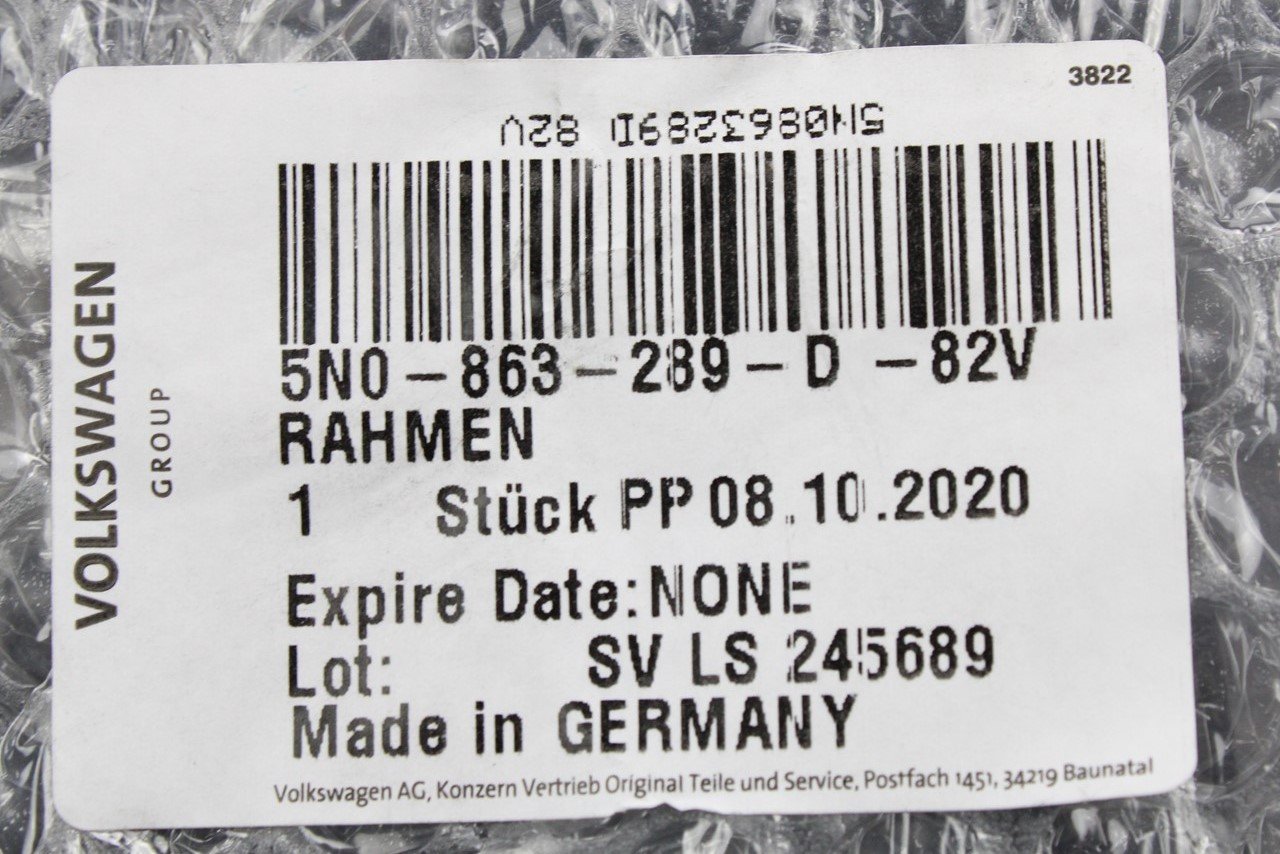 3822
5N0863289D 82V
5N0-863-289-D -82V
RAHMEN
1 Stück PP 08.10.2020
Expire Date:NONE
Lot: SV LS 245689
Made in GERMANY
Volkswagen AG, Konzern Vertrieb Original Teile und Service, Postfach 1451, 34219 Baunatal
VOLKSWAGEN
GROUP